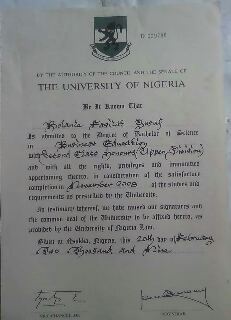 BY THE AUTHORITY OF THE COUNCIL AND THE SENATE OF
THE UNIVERSITY OF NIGERIA
Be It Known That
Is admitted to the Degree of Bachelor of Science
in Business Education
with Second Class Honours (Upper Division)
and with all the rights, privileges and immunities
appertaining thereto, in consideration of the satisfactory
completion in November 2008 of the studies and
requirements as prescribed by the University.
In testimony whereof, we have caused our signatures and
the common seal of the University to be affixed hereto, as
provided by the University of Nigeria Law.
Given at Nsukka, Nigeria, this 20th day of February
Two Thousand and Nine
VICE-CHANCELLOR
REGISTRAR